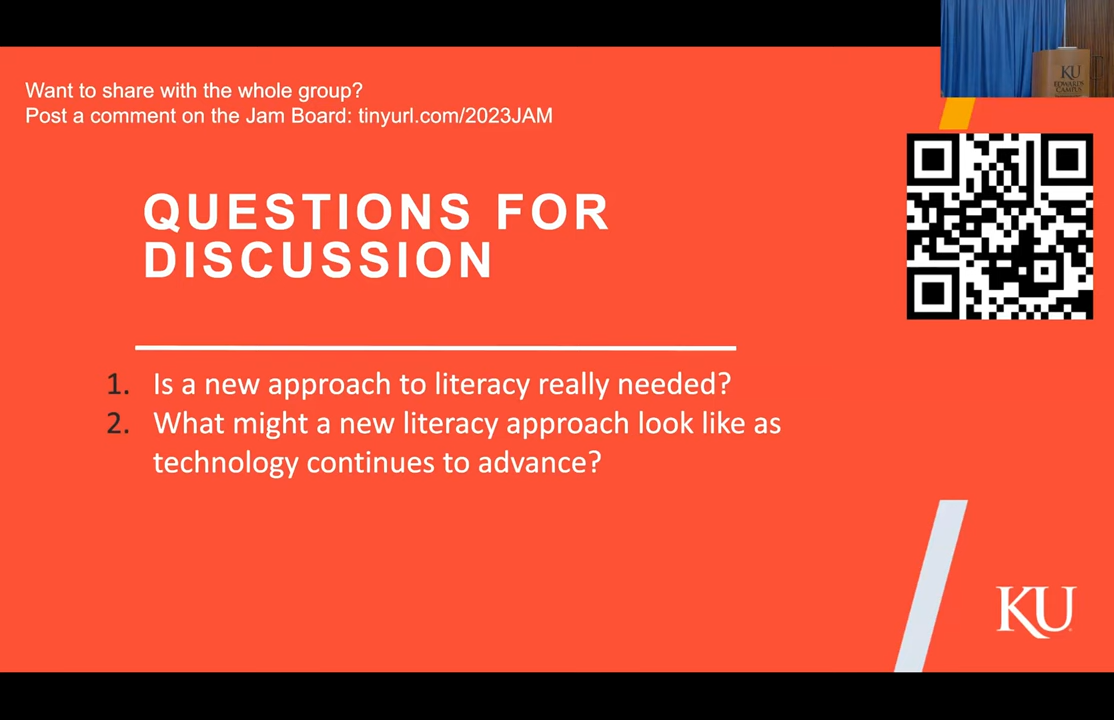 Want to share with the whole group?
Post a comment on the Jam Board: tinyurl.com/2023JAM
KU
EDWARDS
CAMPUS
QUESTIONS FOR
DISCUSSION
1. Is a new approach to literacy really needed?
2. What might a new literacy approach look like as
technology continues to advance?
KU